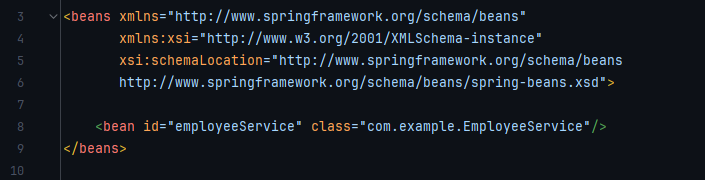 3 <beans xmlns="http://www.springframework.org/schema/beans"
4 xmlns:xsi="http://www.w3.org/2001/XMLSchema-instance"
5 xsi:schemaLocation="http://www.springframework.org/schema/beans
6 http://www.springframework.org/schema/beans/spring-beans.xsd">
7
8 <bean id="employeeService" class="com.example.EmployeeService"/>
9 </beans>
10